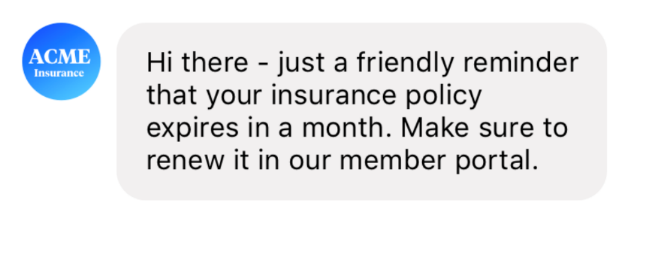 ACME
Insurance
Hi there - just a friendly reminder
that your insurance policy
expires in a month. Make sure to
renew it in our member portal.